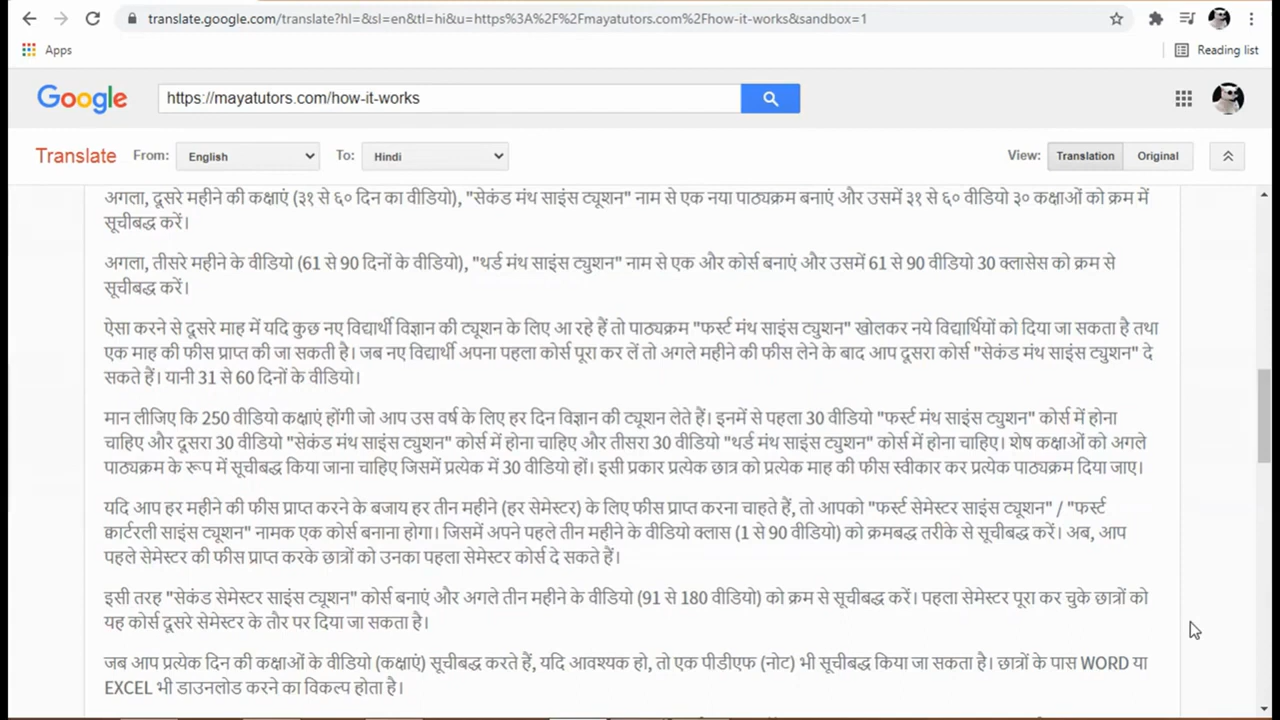 translate.google.com/translate?hl=&sl=en&tl=hi&u=https%3A%2F%2Fmayatutors.com%2Fhow-it-works&sandbox=1
Apps
Reading list
Google
https://mayatutors.com/how-it-works
Translate From: English To: Hindi View: Translation Original
अगला, दूसरे महीने की कक्षाएं (३१ से ६० दिन का वीडियो), "सेकंड मंथ साइंस ट्यूशन" नाम से एक नया पाठ्यक्रम बनाएं और उसमें ३१ से ६० वीडियो ३० कक्षाओं को क्रम में
सूचीबद्ध करें।
अगला, तीसरे महीने के वीडियो (61 से 90 दिनों के वीडियो), "थर्ड मंथ साइंस ट्युशन" नाम से एक और कोर्स बनाएं और उसमें 61 से 90 वीडियो 30 क्लासेस को क्रम से
सूचीबद्ध करें।
ऐसा करने से दूसरे माह में यदि कुछ नए विद्यार्थी विज्ञान की ट्यूशन के लिए आ रहे हैं तो पाठ्यक्रम "फर्स्ट मंथ साइंस ट्युशन" खोलकर नये विद्यार्थियों को दिया जा सकता है तथा
एक माह की फीस प्राप्त की जा सकती है। जब नए विद्यार्थी अपना पहला कोर्स पूरा कर लें तो अगले महीने की फीस लेने के बाद आप दूसरा कोर्स "सेकंड मंथ साइंस ट्युशन" दे
सकते हैं। यानी 31 से 60 दिनों के वीडियो।
मान लीजिए कि 250 वीडियो कक्षाएं होंगी जो आप उस वर्ष के लिए हर दिन विज्ञान की ट्यूशन लेते हैं। इनमें से पहला 30 वीडियो "फर्स्ट मंथ साइंस ट्युशन" कोर्स में होना
चाहिए और दूसरा 30 वीडियो "सेकंड मंथ साइंस ट्युशन" कोर्स में होना चाहिए और तीसरा 30 वीडियो "थर्ड मंथ साइंस ट्युशन" कोर्स में होना चाहिए। शेष कक्षाओं को अगले
पाठ्यक्रम के रूप में सूचीबद्ध किया जाना चाहिए जिसमें प्रत्येक में 30 वीडियो हों। इसी प्रकार प्रत्येक छात्र को प्रत्येक माह की फीस स्वीकार कर प्रत्येक पाठ्यक्रम दिया जाए।
यदि आप हर महीने की फीस प्राप्त करने के बजाय हर तीन महीने (हर सेमेस्टर) के लिए फीस प्राप्त करना चाहते हैं, तो आपको "फर्स्ट सेमेस्टर साइंस ट्यूशन" / "फर्स्ट
क्वार्टरली साइंस ट्यूशन" नामक एक कोर्स बनाना होगा। जिसमें अपने पहले तीन महीने के वीडियो क्लास (1 से 90 वीडियो) को क्रमबद्ध तरीके से सूचीबद्ध करें। अब, आप
पहले सेमेस्टर की फीस प्राप्त करके छात्रों को उनका पहला सेमेस्टर कोर्स दे सकते हैं।
इसी तरह "सेकंड सेमेस्टर साइंस ट्यूशन" कोर्स बनाएं और अगले तीन महीने के वीडियो (91 से 180 वीडियो) को क्रम से सूचीबद्ध करें। पहला सेमेस्टर पूरा कर चुके छात्रों को
यह कोर्स दूसरे सेमेस्टर के तौर पर दिया जा सकता है।
जब आप प्रत्येक दिन की कक्षाओं के वीडियो (कक्षाएं) सूचीबद्ध करते हैं, यदि आवश्यक हो, तो एक पीडीएफ (नोट) भी सूचीबद्ध किया जा सकता है। छात्रों के पास WORD या
EXCEL भी डाउनलोड करने का विकल्प होता है।